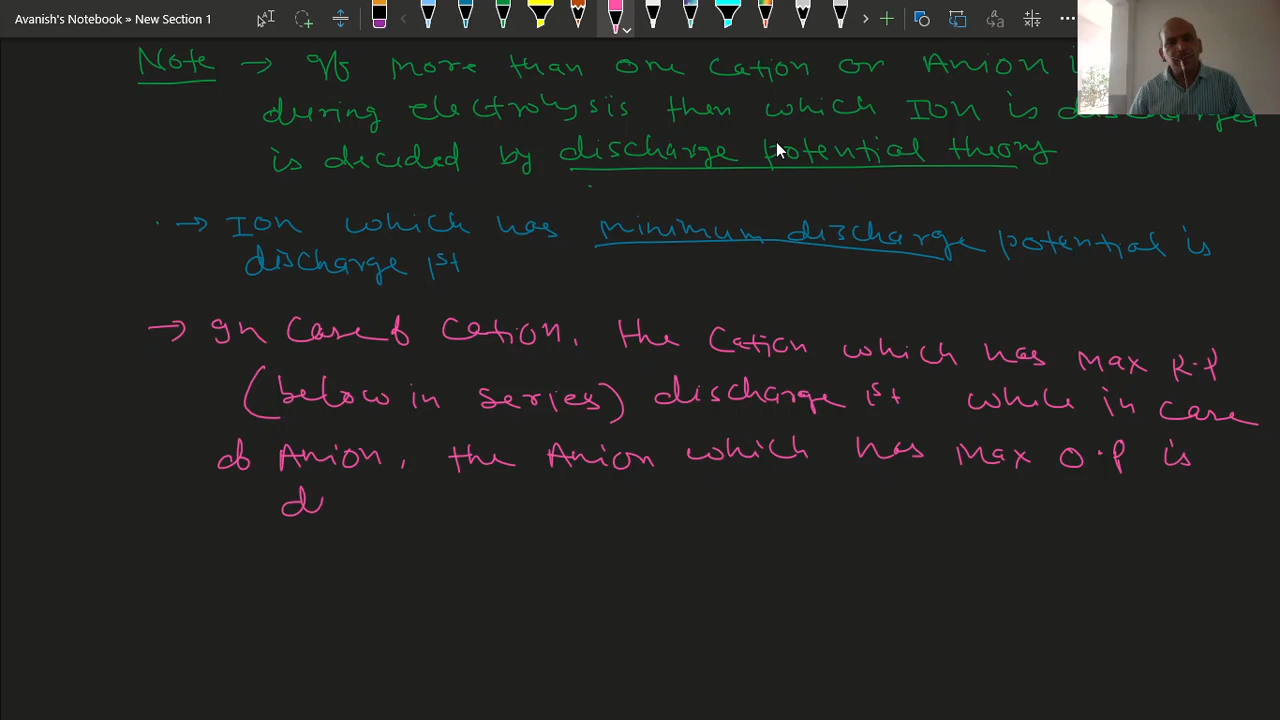 Avanish's Notebook » New Section 1
Note → If more than one Cation or Anion i
during electrolysis then which Ion is discharged
is decided by discharge potential theory
→ Ion which has minimum discharge potential is
discharge 1st
→ In Case of Cation, the Cation which has Max R.P
(below in series) discharge 1st while in case
of Anion, the Anion which has Max O.P is
d